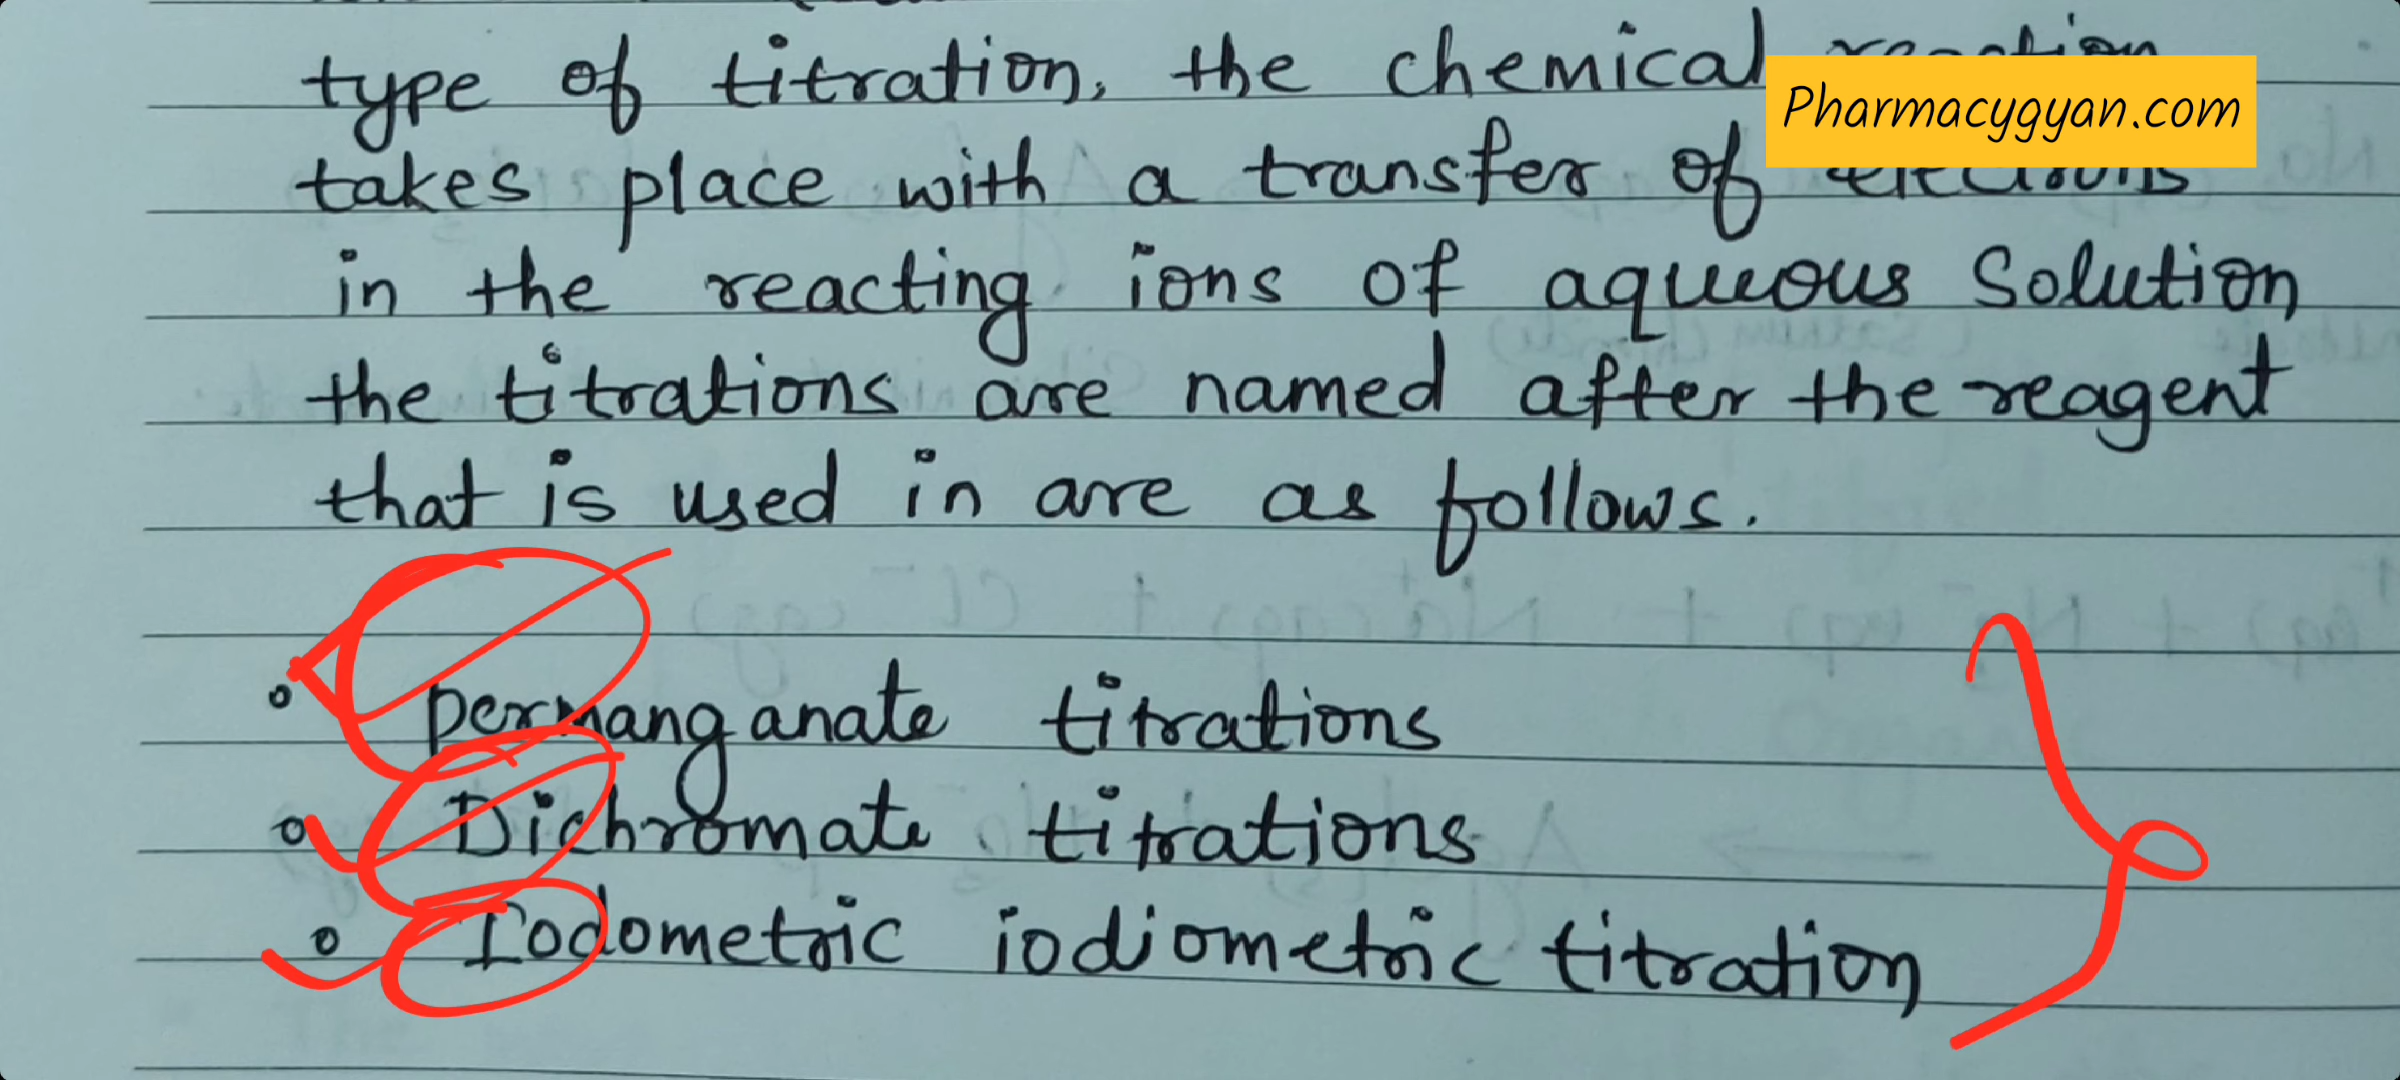 type of titration, the chemical reaction
Pharmacygyan.com
takes place with a transfer of electrons
in the reacting ions of aqueous Solution
the titrations are named after the reagent
that is used in are as follows.
permanganate titrations
Dichromate titrations
Iodometric iodiometric titration